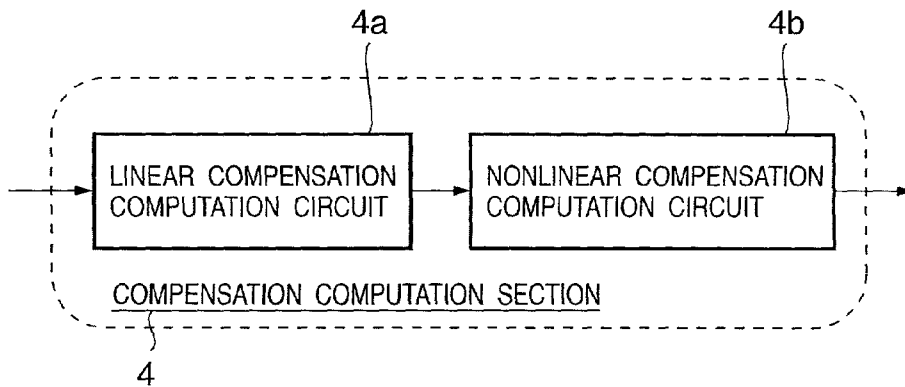 4a
4b
LINEAR COMPENSATION
COMPUTATION CIRCUIT
NONLINEAR COMPENSATION
COMPUTATION CIRCUIT
COMPENSATION COMPUTATION SECTION
4